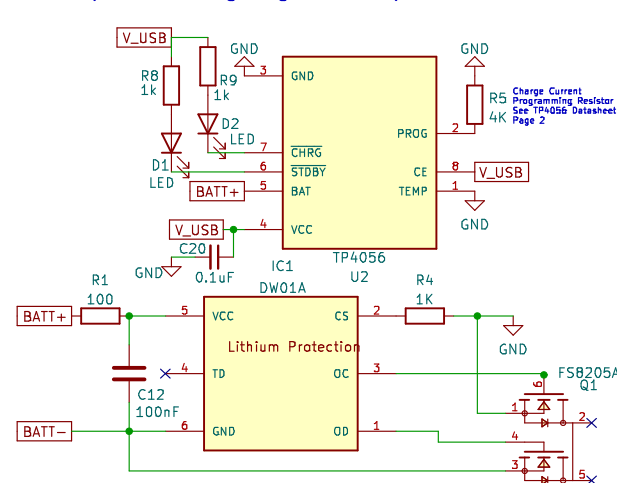 V_USB
GND
GND
R8
1k
R9
1k
3
GND
R5
4K
Charge Current
Programming Resistor
See TP4056 Datasheet
Page 2
D2
LED
PROG
2
7
CHRG
D1
LED
6
STDBY
CE
8
V_USB
BATT+
5
BAT
TEMP
1
V_USB
4
VCC
GND
C20
0.1uF
GND
TP4056
IC1
U2
DW01A
R1
100
R4
1K
BATT+
5
VCC
CS
2
GND
Lithium Protection
4
TD
OC
3
FS8205A
Q1
6
C12
100nF
1
2
BATT-
6
GND
OD
1
4
3
5